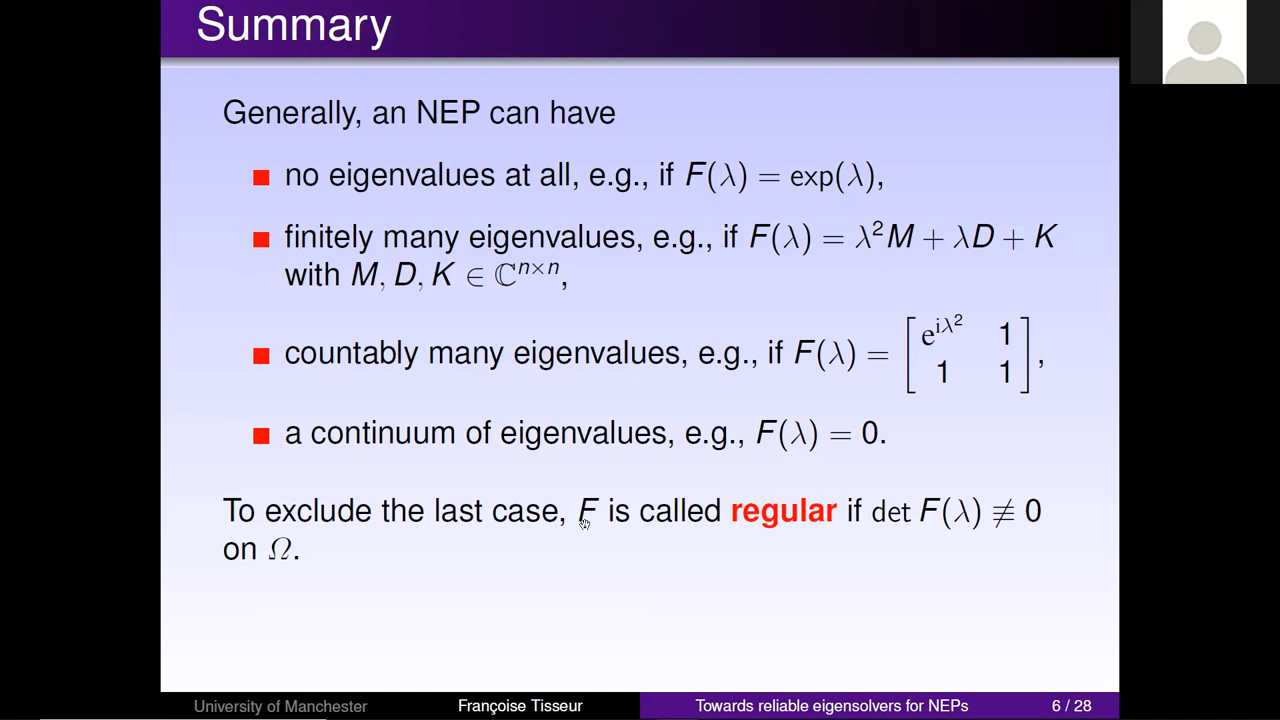 Summary
Generally, an NEP can have
no eigenvalues at all, e.g., if F(λ) = exp(λ),
finitely many eigenvalues, e.g., if F(λ) = λ²M + λD + K
with M, D, K ∈ ℂⁿˣⁿ,
countably many eigenvalues, e.g., if F(λ) = [e^{iλ²} 1; 1 1],
a continuum of eigenvalues, e.g., F(λ) = 0.
To exclude the last case, F is called regular if det F(λ) ≢ 0
on Ω.
University of Manchester Françoise Tisseur Towards reliable eigensolvers for NEPs 6 / 28